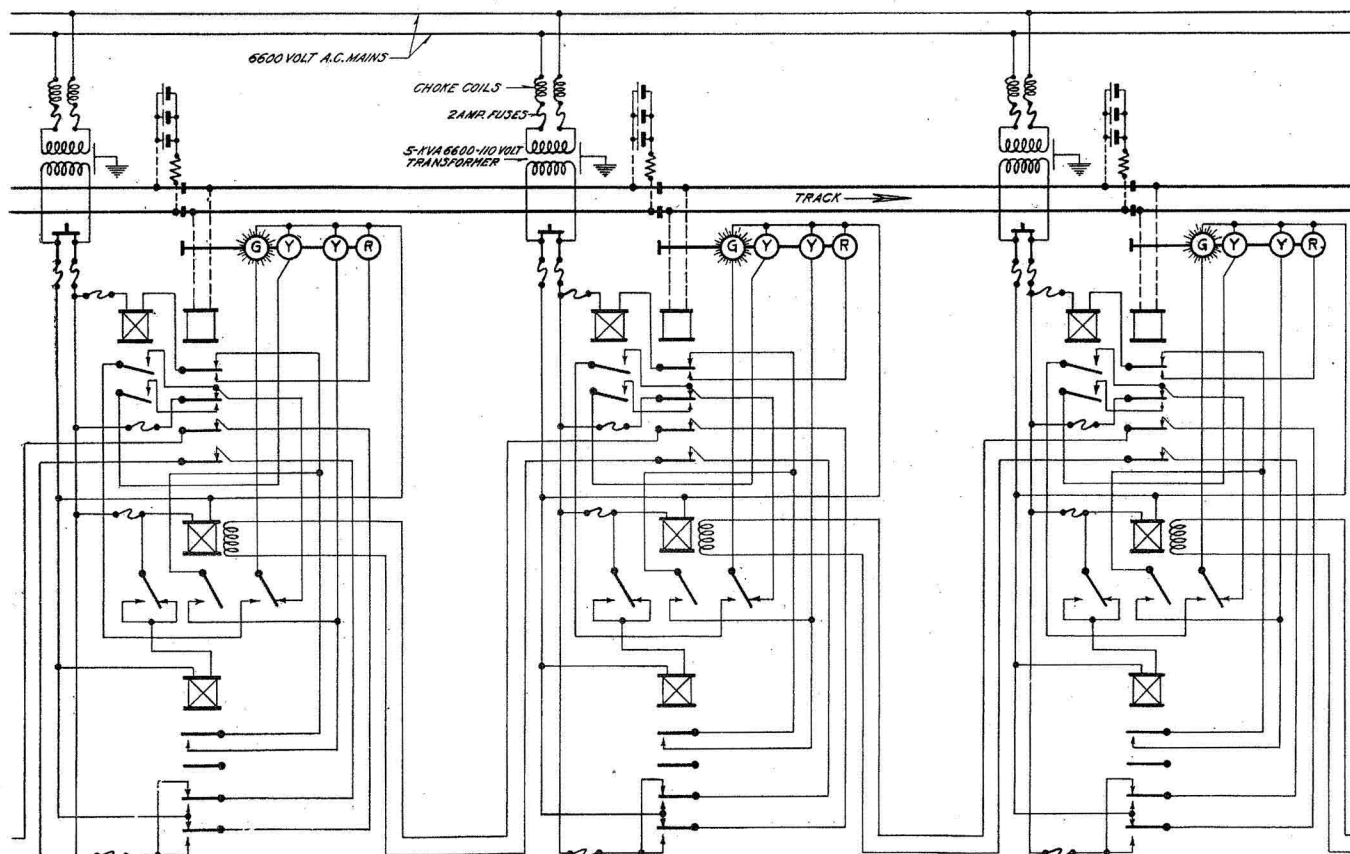 6600 VOLT A.C. MAINS
CHOKE COILS
2 AMP. FUSES
5-KVA 6600-110 VOLT
TRANSFORMER
TRACK
G Y Y R
G Y Y R
G Y Y R